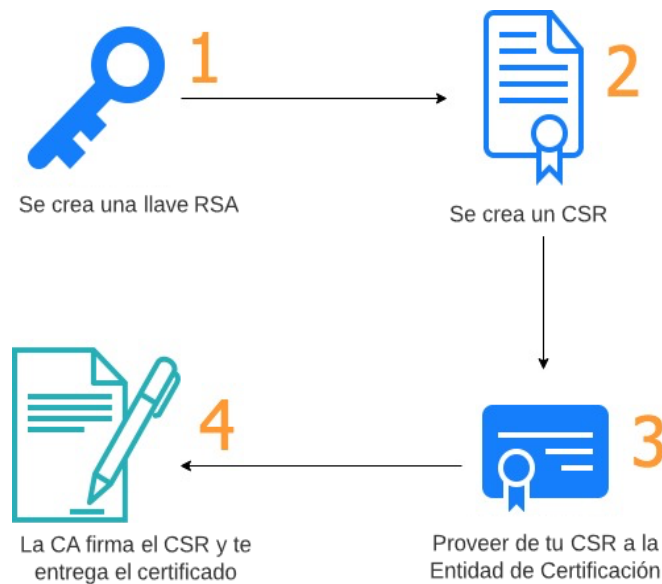 1
Se crea una llave RSA
2
Se crea un CSR
3
Proveer de tu CSR a la
Entidad de Certificación
4
La CA firma el CSR y te
entrega el certificado